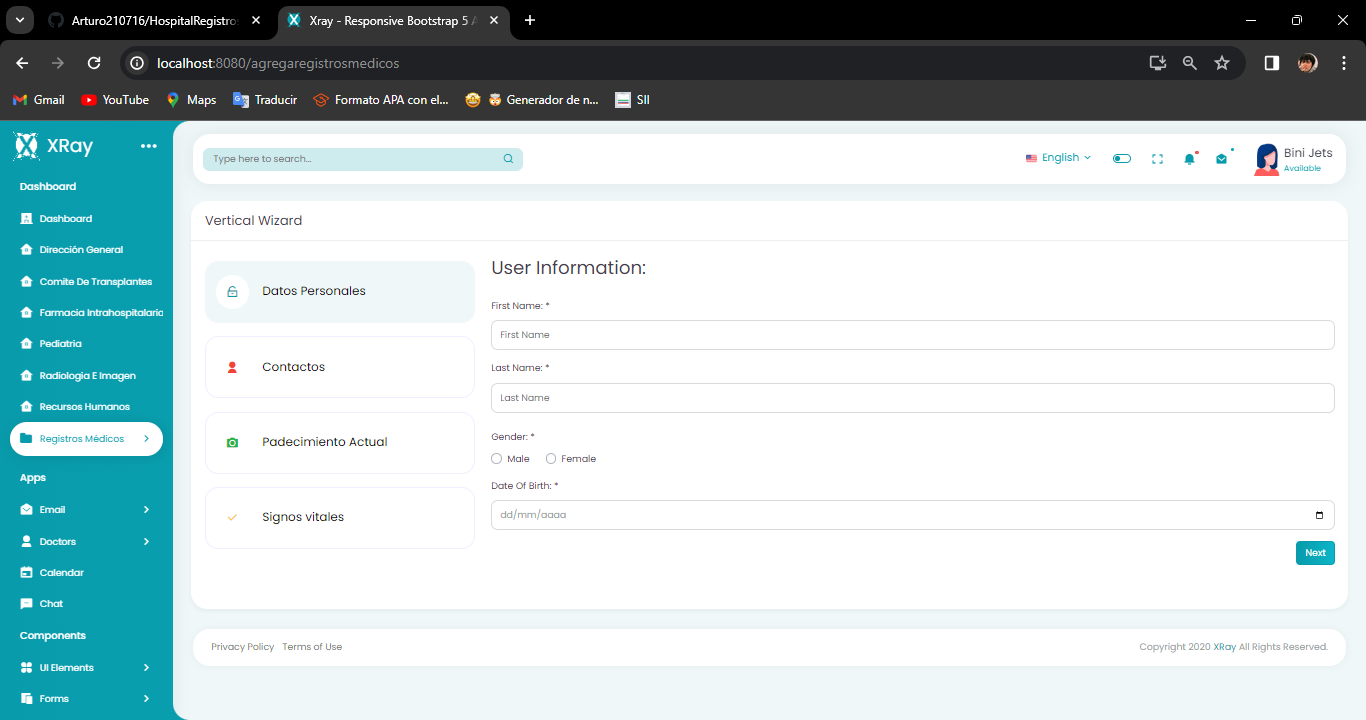 Arturo210716/HospitalRegistros
Xray - Responsive Bootstrap 5 A
localhost:8080/agregaregistrosmedicos
Gmail
YouTube
Maps
Traducir
Formato APA con el...
Generador de n...
SII
XRay
Type here to search...
English
Bini Jets
Available
Dashboard
Dashboard
Dirección General
Comite De Transplantes
Farmacia Intrahospitalaria
Pediatria
Radiologia E Imagen
Recursos Humanos
Registros Médicos
Apps
Email
Doctors
Calendar
Chat
Components
UI Elements
Forms
Vertical Wizard
Datos Personales
Contactos
Padecimiento Actual
Signos vitales
User Information:
First Name: *
First Name
Last Name: *
Last Name
Gender: *
Male Female
Date Of Birth: *
dd/mm/aaaa
Next
Privacy Policy Terms of Use
Copyright 2020 XRay All Rights Reserved.